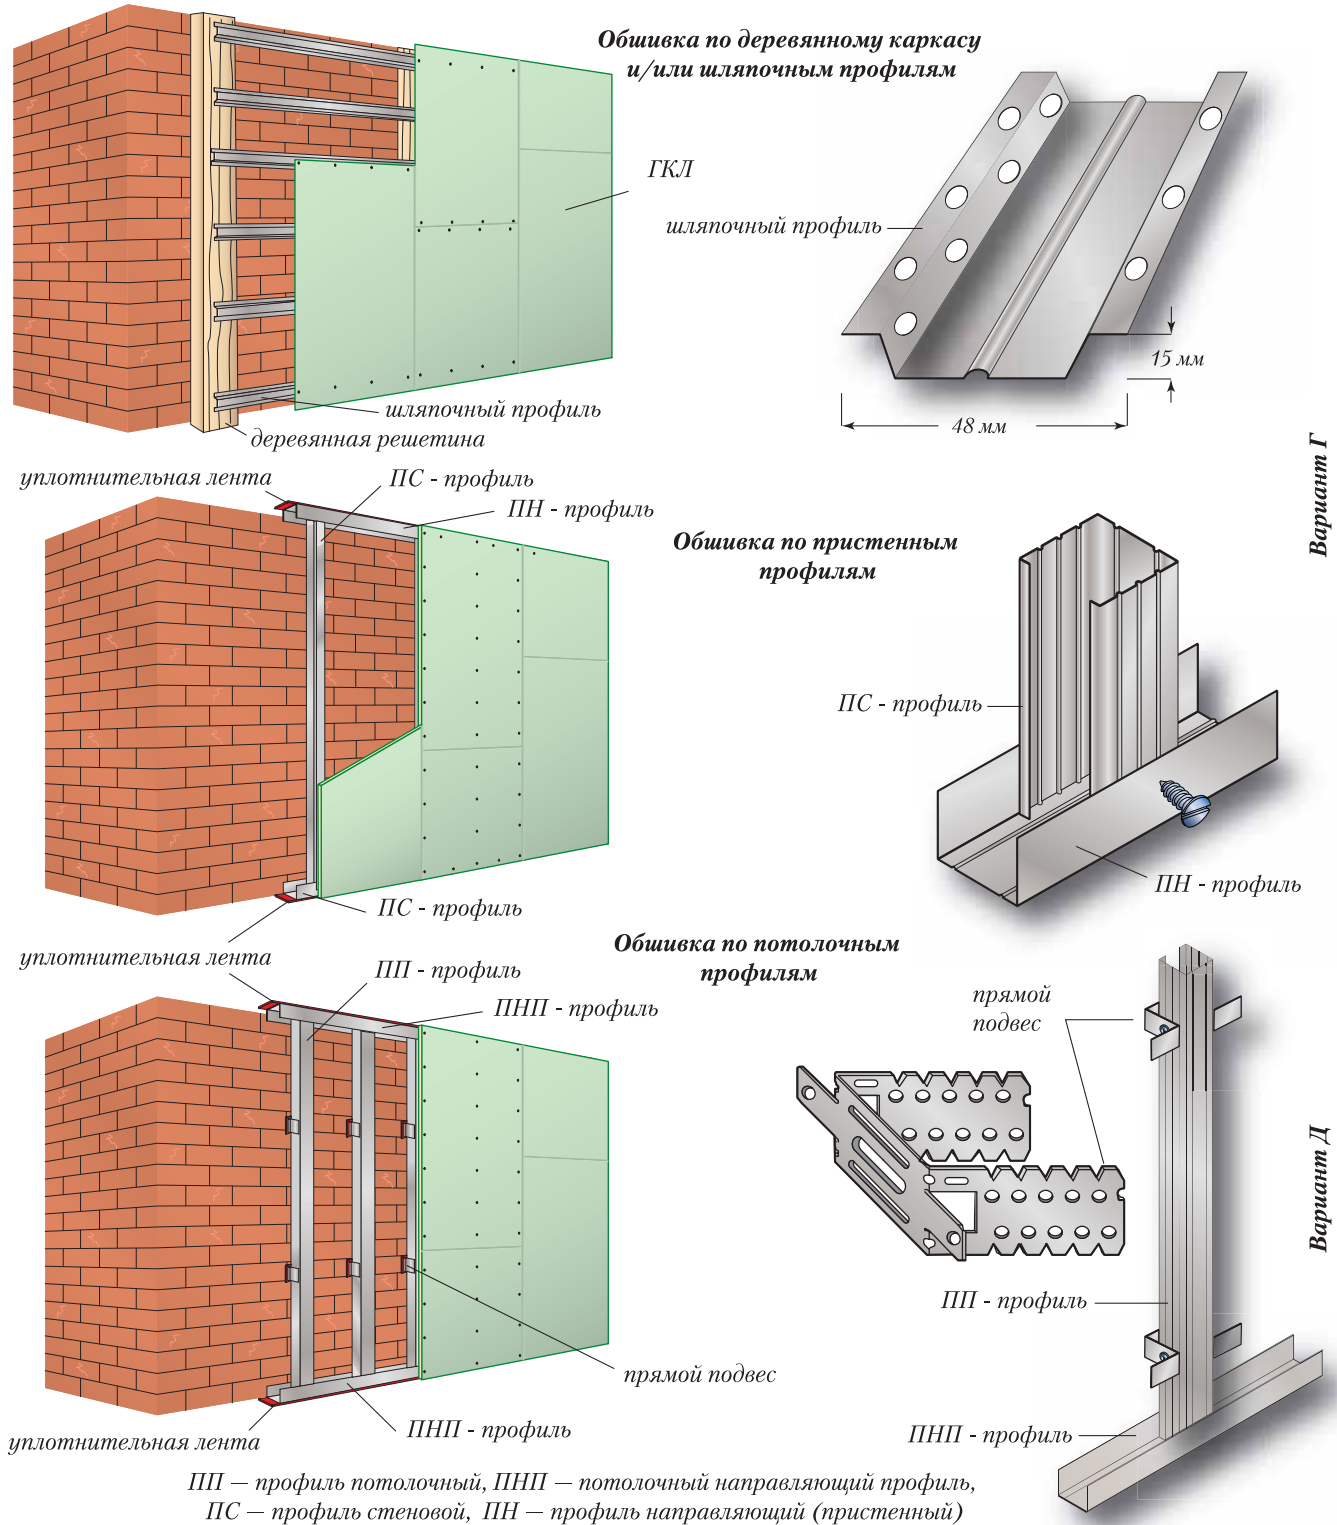 Обшивка по деревянному каркасу
и/или шляпочным профилям
ГКЛ
шляпочный профиль
15 мм
48 мм
шляпочный профиль
деревянная решетина
Вариант Г
уплотнительная лента
ПС - профиль
ПН - профиль
Обшивка по пристенным
профилям
ПС - профиль
ПН - профиль
ПС - профиль
уплотнительная лента
Обшивка по потолочным
профилям
ПП - профиль
ПНП - профиль
прямой
подвес
Вариант Д
ПП - профиль
прямой подвес
ПНП - профиль
ПНП - профиль
уплотнительная лента
ПП — профиль потолочный, ПНП — потолочный направляющий профиль,
ПС — профиль стеновой, ПН — профиль направляющий (пристенный)